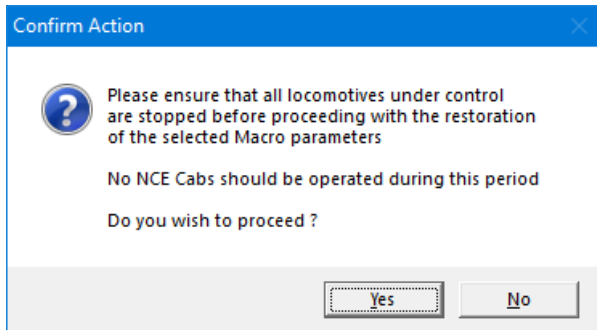 Confirm Action
Please ensure that all locomotives under control
are stopped before proceeding with the restoration
of the selected Macro parameters
No NCE Cabs should be operated during this period
Do you wish to proceed ?
Yes
No